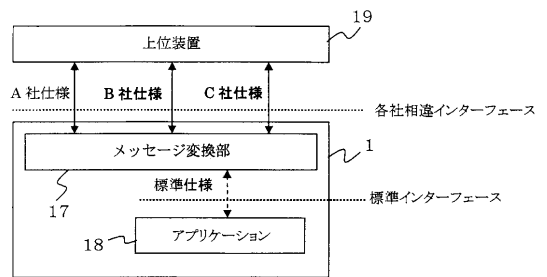 上位装置
19
A 社仕様
B 社仕様
C 社仕様
各社相違インターフェース
メッセージ変換部
1
17
標準仕様
標準インターフェース
18
アプリケーション